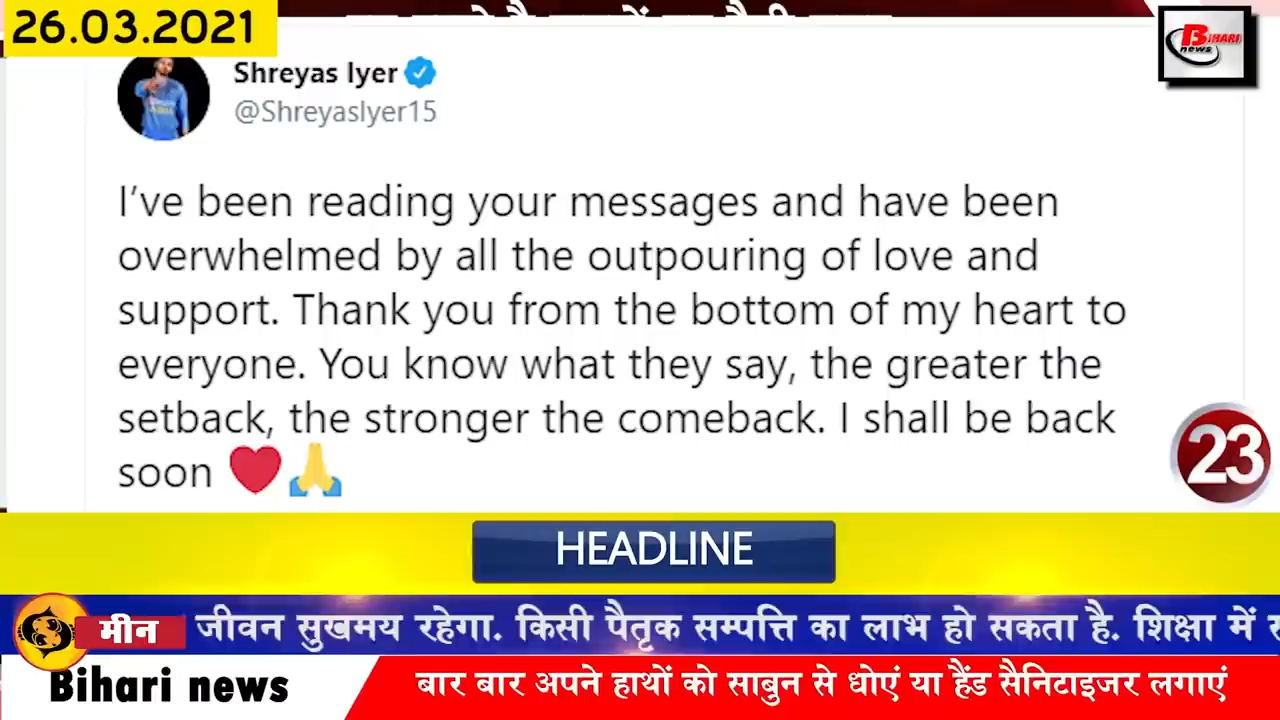 26.03.2021
BIHARI
news
Shreyas Iyer
@ShreyasIyer15
I’ve been reading your messages and have been
overwhelmed by all the outpouring of love and
support. Thank you from the bottom of my heart to
everyone. You know what they say, the greater the
setback, the stronger the comeback. I shall be back
soon ❤️🙏
23
HEADLINE
मीन जीवन सुखमय रहेगा. किसी पैतृक सम्पत्ति का लाभ हो सकता है. शिक्षा में
Bihari news
बार बार अपने हाथों को साबुन से धोएं या हैंड सैनिटाइजर लगाएं